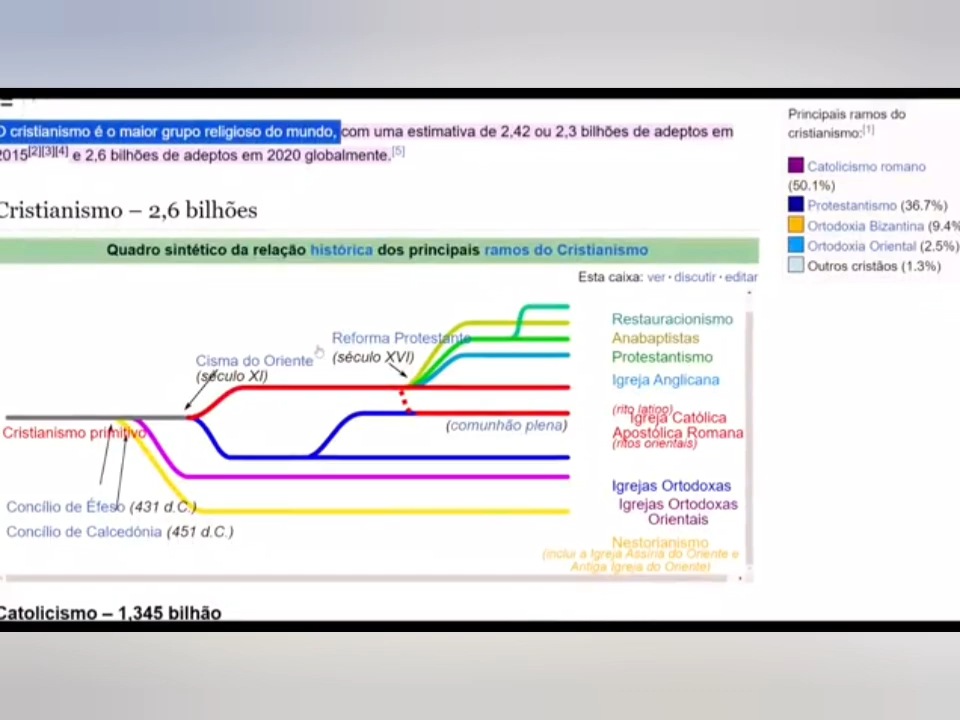 O cristianismo é o maior grupo religioso do mundo, com uma estimativa de 2,42 ou 2,3 bilhões de adeptos em
2015[2][3][4] e 2,6 bilhões de adeptos em 2020 globalmente.[5]
Cristianismo – 2,6 bilhões
Quadro sintético da relação histórica dos principais ramos do Cristianismo
Esta caixa: ver • discutir • editar
Reforma Protestante
(século XVI)
Cisma do Oriente
(século XI)
Cristianismo primitivo
(comunhão plena)
Concílio de Éfeso (431 d.C.)
Concílio de Calcedónia (451 d.C.)
Restauracionismo
Anabaptistas
Protestantismo
Igreja Anglicana
(rito latino)
Igreja Católica
Apostólica Romana
(ritos orientais)
Igrejas Ortodoxas
Igrejas Ortodoxas
Orientais
Nestorianismo
(inclui a Igreja Assíria do Oriente e
Antiga Igreja do Oriente)
Catolicismo – 1,345 bilhão
Principais ramos do
cristianismo:[1]
Catolicismo romano
(50.1%)
Protestantismo (36.7%)
Ortodoxia Bizantina (9.4%
Ortodoxia Oriental (2.5%)
Outros cristãos (1.3%)